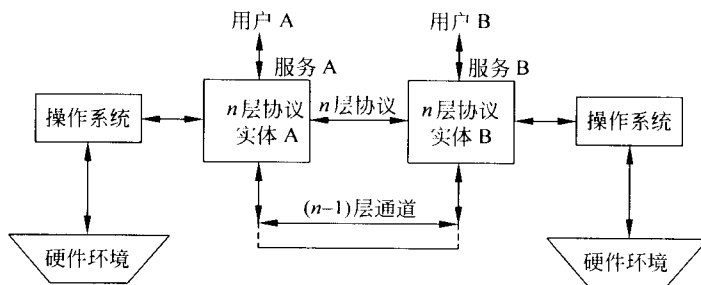 用户 A
用户 B
服务 A
服务 B
操作系统
n层协议
实体 A
n层协议
n层协议
实体 B
操作系统
(n–1)层通道
硬件环境
硬件环境